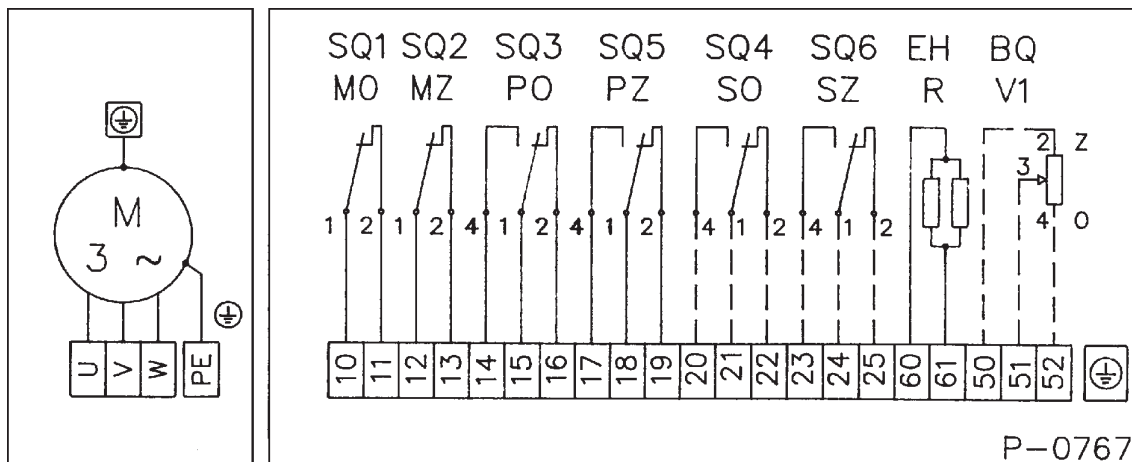 SQ1 SQ2 SQ3 SQ5 SQ4 SQ6 EH BQ
MO MZ PO PZ SO SZ R V1
2 Z
3
4 O
1 2 1 2 4 1 2 4 1 2 4 1 2 4 1 2
M
3 ~
U V W PE
10 11 12 13 14 15 16 17 18 19 20 21 22 23 24 25 60 61 50 51 52
P-0767